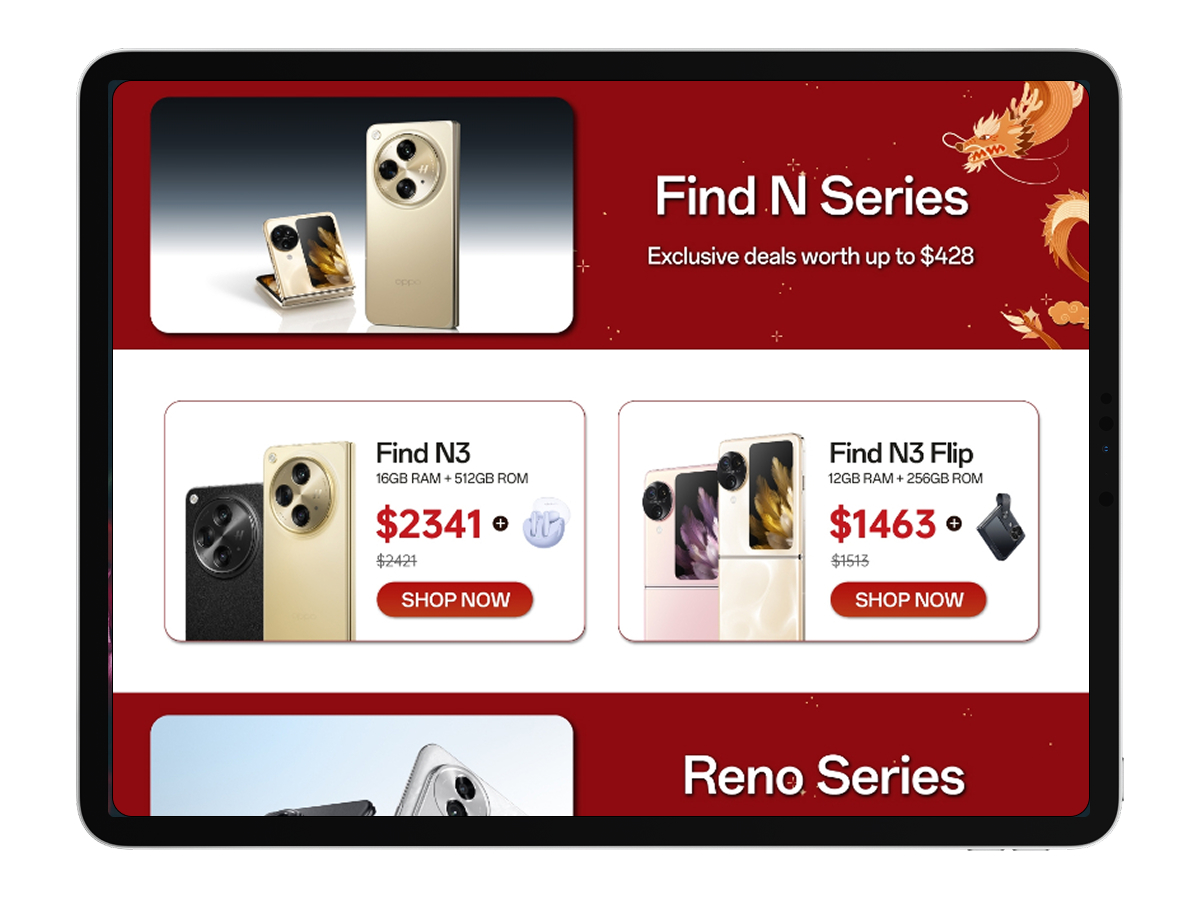 Find N Series
Exclusive deals worth up to $428
Find N3
16GB RAM + 512GB ROM
$2341 +
$2421
SHOP NOW
Find N3 Flip
12GB RAM + 256GB ROM
$1463 +
$1513
SHOP NOW
Reno Series
oppo